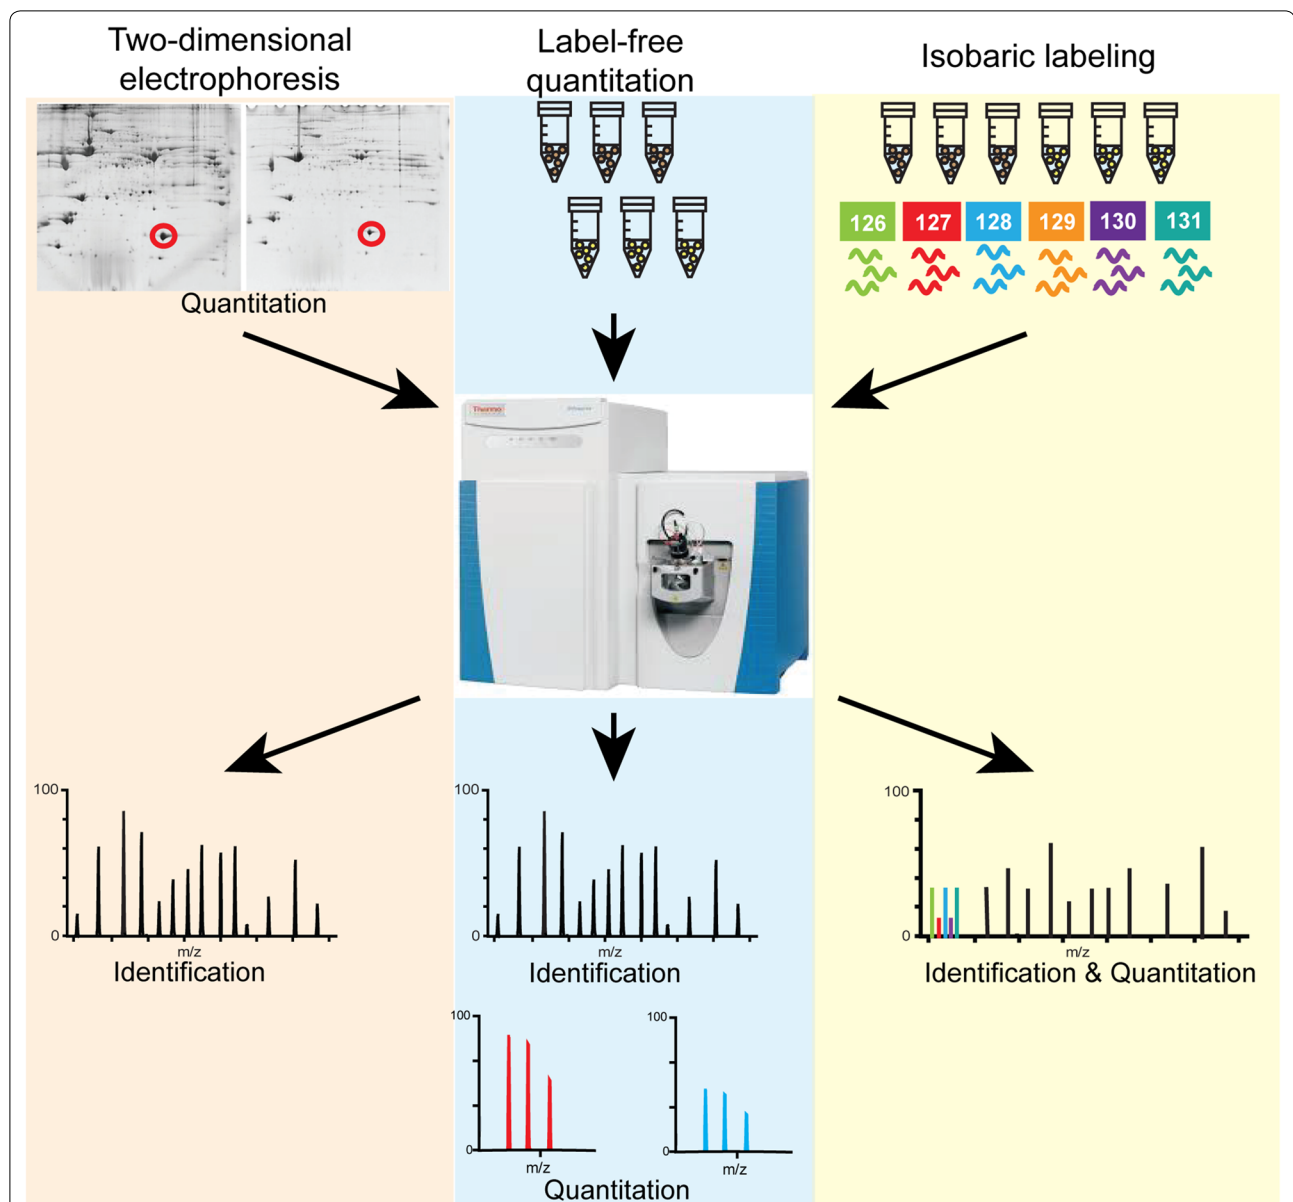 Two-dimensional
electrophoresis
Label-free
quantitation
Isobaric labeling
126 127 128 129 130 131
Quantitation
Thermo
100
0
m/z
Identification
100
0
m/z
Identification
100
0
m/z
Identification & Quantitation
100
0
m/z
100
0
m/z
Quantitation